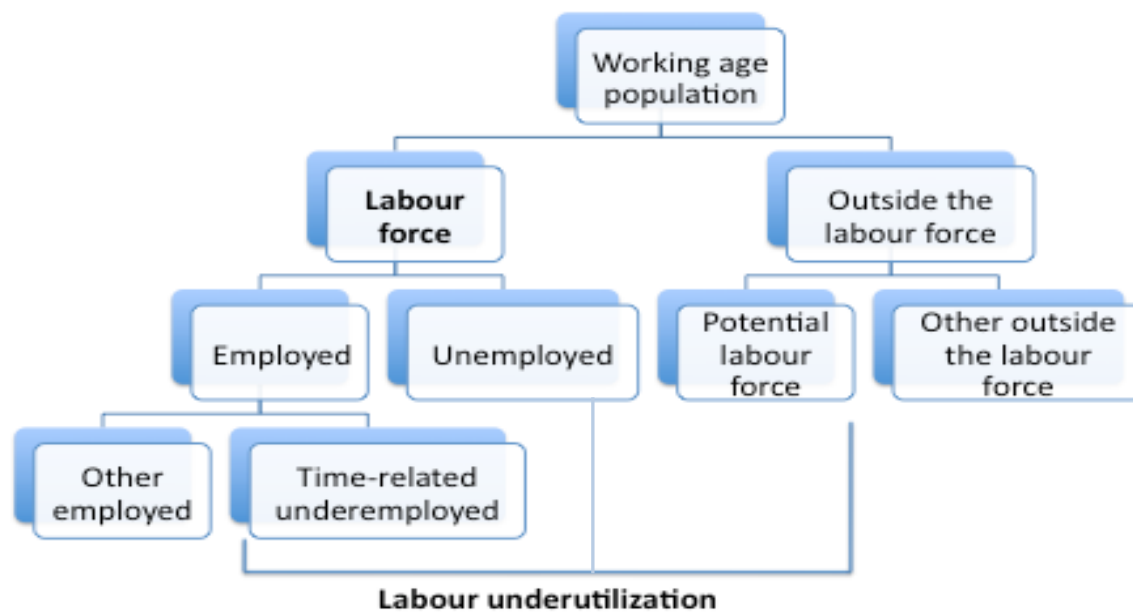 Working age
population
Labour
force
Outside the
labour force
Employed
Unemployed
Potential
labour
force
Other outside
the labour
force
Other
employed
Time-related
underemployed
Labour underutilization